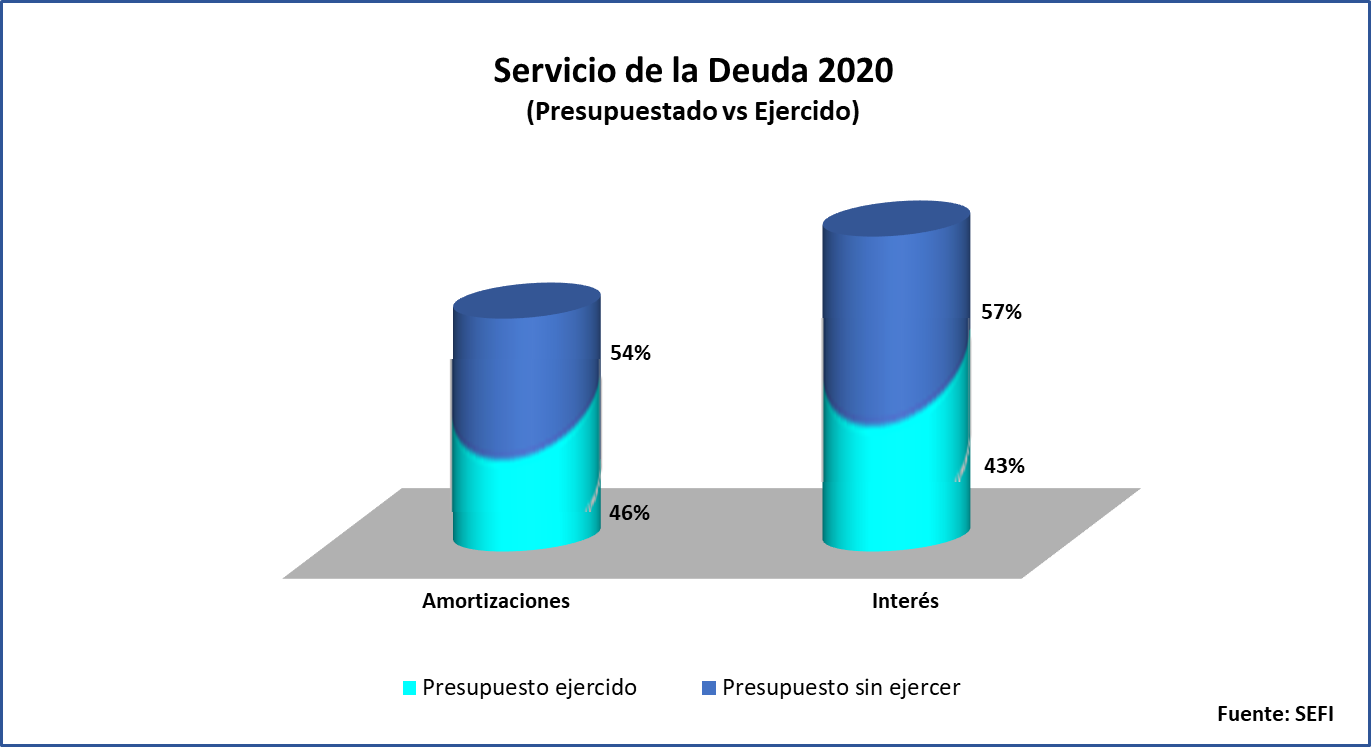 Servicio de la Deuda 2020
(Presupuestado vs Ejercido)
57%
54%
43%
46%
Amortizaciones
Interés
Presupuesto ejercido
Presupuesto sin ejercer
Fuente: SEFI